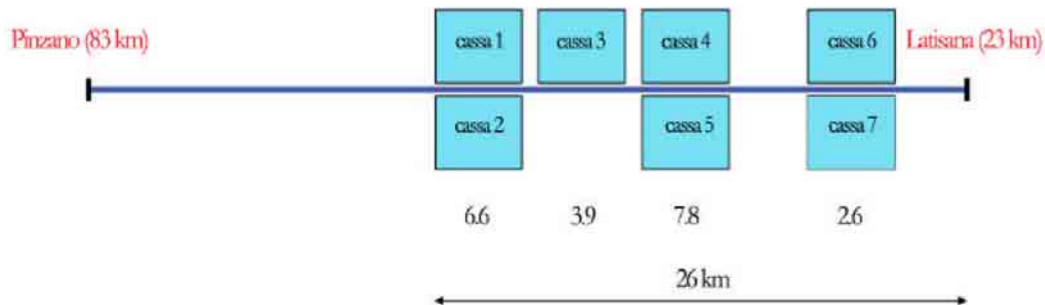 Pinzano (83 km)
cassa 1
cassa 3
cassa 4
cassa 6
Latisana (23 km)
cassa 2
cassa 5
cassa 7
6.6
3.9
7.8
2.6
26 km